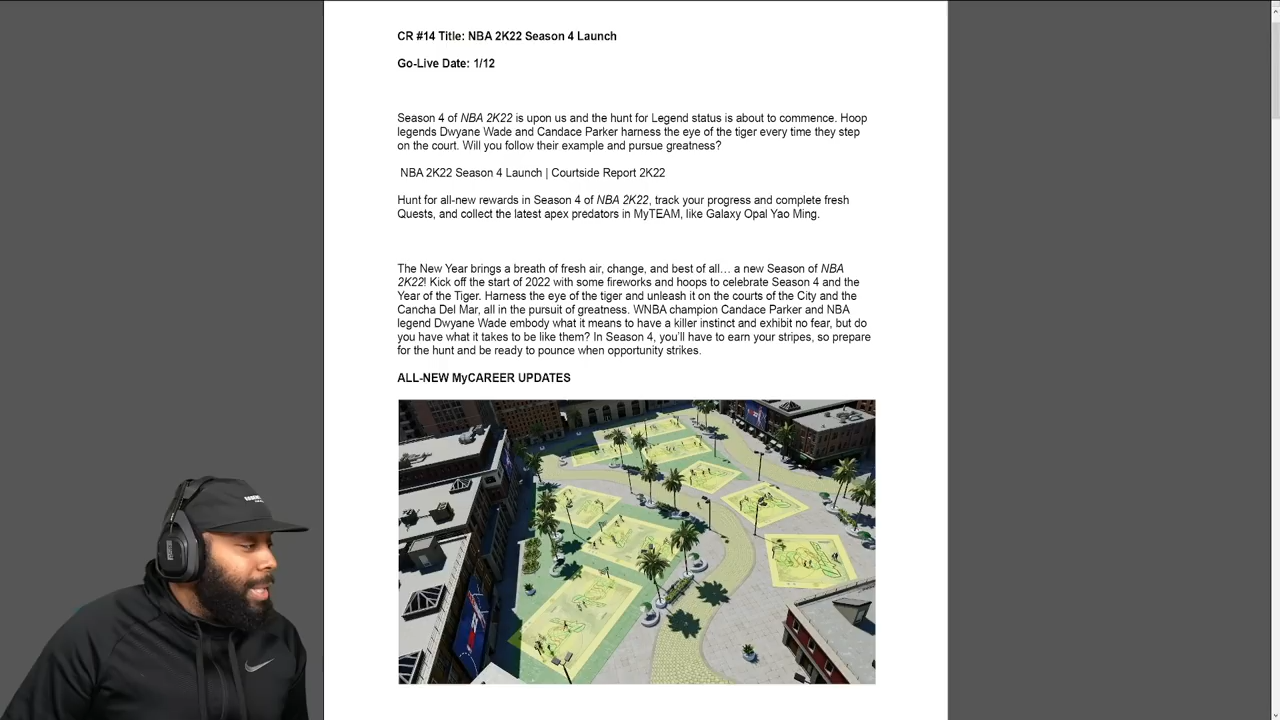 CR #14 Title: NBA 2K22 Season 4 Launch
Go-Live Date: 1/12
Season 4 of NBA 2K22 is upon us and the hunt for Legend status is about to commence. Hoop
legends Dwyane Wade and Candace Parker harness the eye of the tiger every time they step
on the court. Will you follow their example and pursue greatness?
NBA 2K22 Season 4 Launch | Courtside Report 2K22
Hunt for all-new rewards in Season 4 of NBA 2K22, track your progress and complete fresh
Quests, and collect the latest apex predators in MyTEAM, like Galaxy Opal Yao Ming.
The New Year brings a breath of fresh air, change, and best of all… a new Season of NBA
2K22! Kick off the start of 2022 with some fireworks and hoops to celebrate Season 4 and the
Year of the Tiger. Harness the eye of the tiger and unleash it on the courts of the City and the
Cancha Del Mar, all in the pursuit of greatness. WNBA champion Candace Parker and NBA
legend Dwyane Wade embody what it means to have a killer instinct and exhibit no fear, but do
you have what it takes to be like them? In Season 4, you’ll have to earn your stripes, so prepare
for the hunt and be ready to pounce when opportunity strikes.
ALL-NEW MyCAREER UPDATES